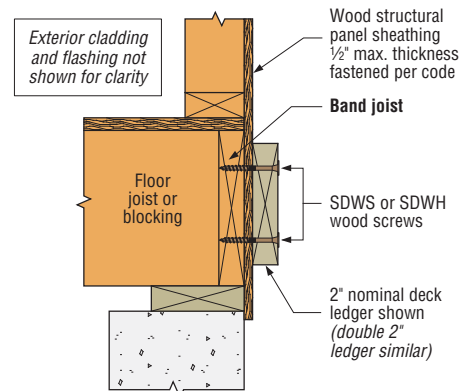 Exterior cladding
and flashing not
shown for clarity
Wood structural
panel sheathing
½" max. thickness
fastened per code
Band joist
Floor
joist or
blocking
SDWS or SDWH
wood screws
2" nominal deck
ledger shown
(double 2"
ledger similar)